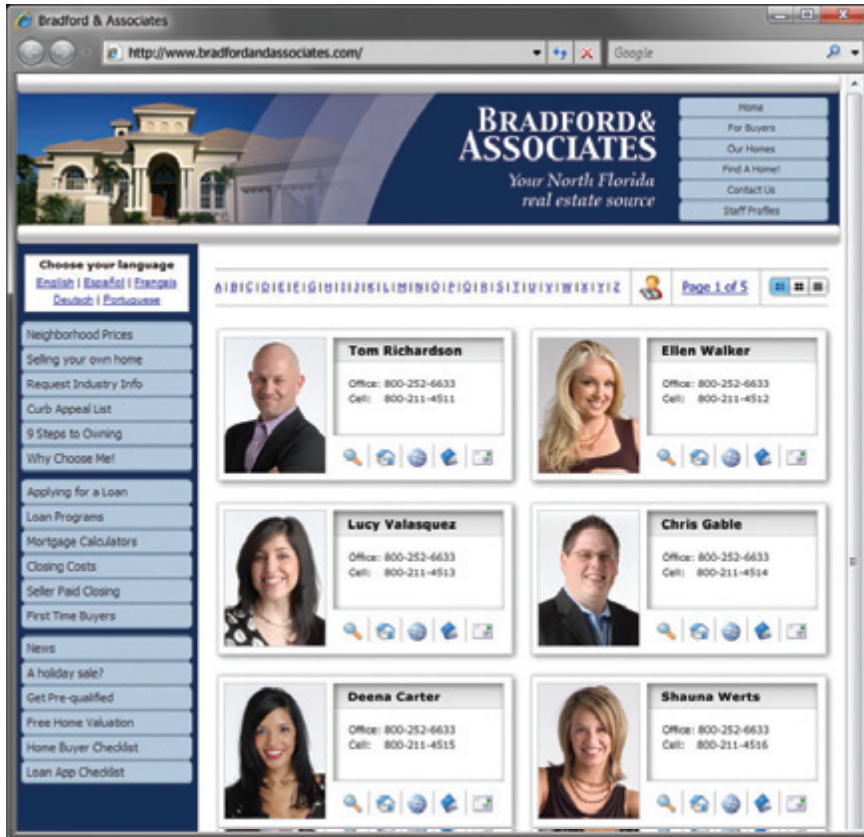 Bradford & Associates
http://www.bradfordandassociates.com/
Google
BRADFORD&
ASSOCIATES
Your North Florida
real estate source
Home
For Buyers
Our Homes
Find A Home!
Contact Us
Staff Profiles
Choose your language
English | Español | Français
Deutsch | Portuguese
A|B|C|D|E|F|G|H|I|J|K|L|M|N|O|P|Q|R|S|T|U|V|W|X|Y|Z
Page 1 of 5
Neighborhood Prices
Selling your own home
Request Industry Info
Curb Appeal List
9 Steps to Owning
Why Choose Me!
Applying for a Loan
Loan Programs
Mortgage Calculators
Closing Costs
Seller Paid Closing
First Time Buyers
News
A holiday sale?
Get Pre-qualified
Free Home Valuation
Home Buyer Checklist
Loan App Checklist
Tom Richardson
Office: 800-252-6633
Cell: 800-211-4511
Ellen Walker
Office: 800-252-6633
Cell: 800-211-4512
Lucy Valasquez
Office: 800-252-6633
Cell: 800-211-4513
Chris Gable
Office: 800-252-6633
Cell: 800-211-4514
Deena Carter
Office: 800-252-6633
Cell: 800-211-4515
Shauna Werts
Office: 800-252-6633
Cell: 800-211-4516